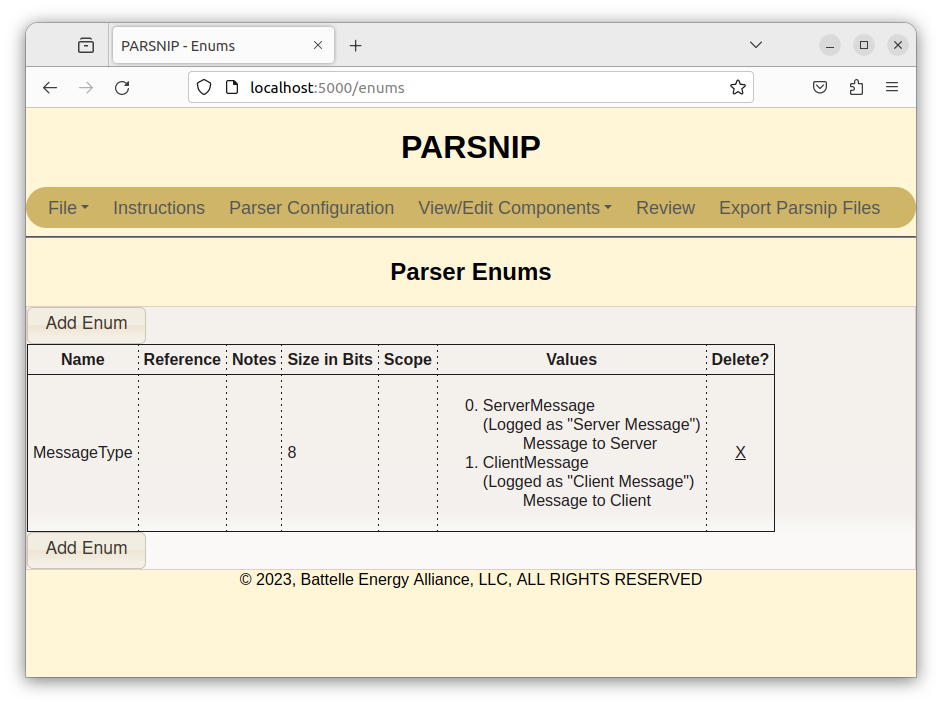 PARSNIP - Enums
localhost:5000/enums
PARSNIP
File Instructions Parser Configuration View/Edit Components Review Export Parsnip Files
Parser Enums
Add Enum
Name Reference Notes Size in Bits Scope Values Delete?
MessageType 8
0. ServerMessage
(Logged as "Server Message")
Message to Server
1. ClientMessage
(Logged as "Client Message")
Message to Client
X
Add Enum
© 2023, Battelle Energy Alliance, LLC, ALL RIGHTS RESERVED